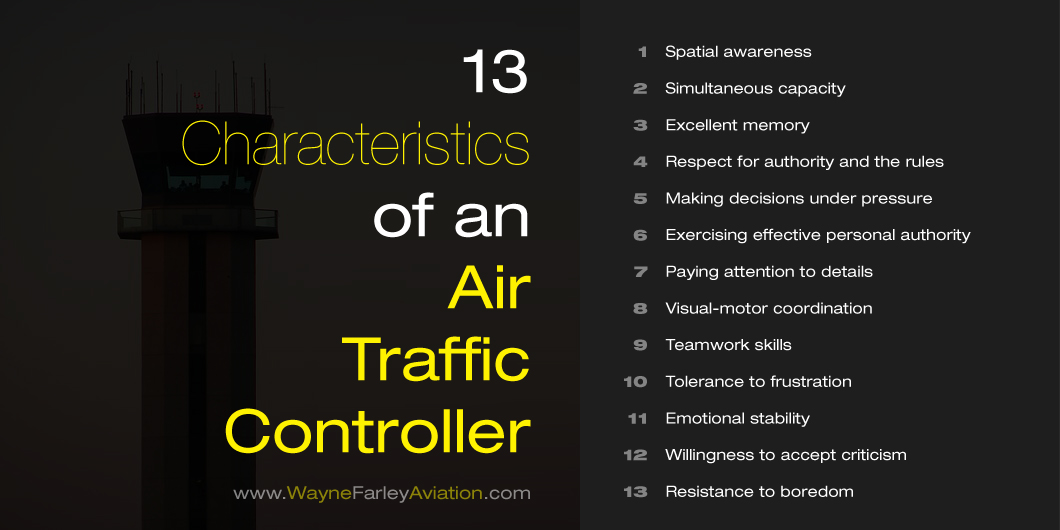 13
Characteristics
of an
Air
Traffic
Controller
www.WayneFarleyAviation.com
1 Spatial awareness
2 Simultaneous capacity
3 Excellent memory
4 Respect for authority and the rules
5 Making decisions under pressure
6 Exercising effective personal authority
7 Paying attention to details
8 Visual-motor coordination
9 Teamwork skills
10 Tolerance to frustration
11 Emotional stability
12 Willingness to accept criticism
13 Resistance to boredom